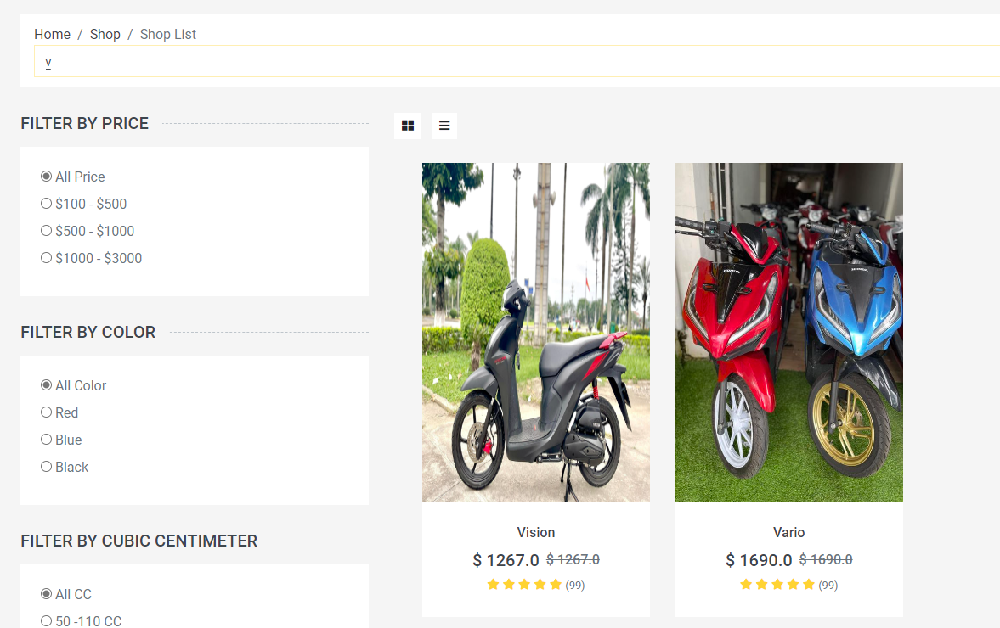 Home / Shop / Shop List
v
FILTER BY PRICE
All Price
$100 - $500
$500 - $1000
$1000 - $3000
FILTER BY COLOR
All Color
Red
Blue
Black
FILTER BY CUBIC CENTIMETER
All CC
50 -110 CC
HONDA
HONDA
Vision
$ 1267.0 $ 1267.0
(99)
Vario
$ 1690.0 $ 1690.0
(99)